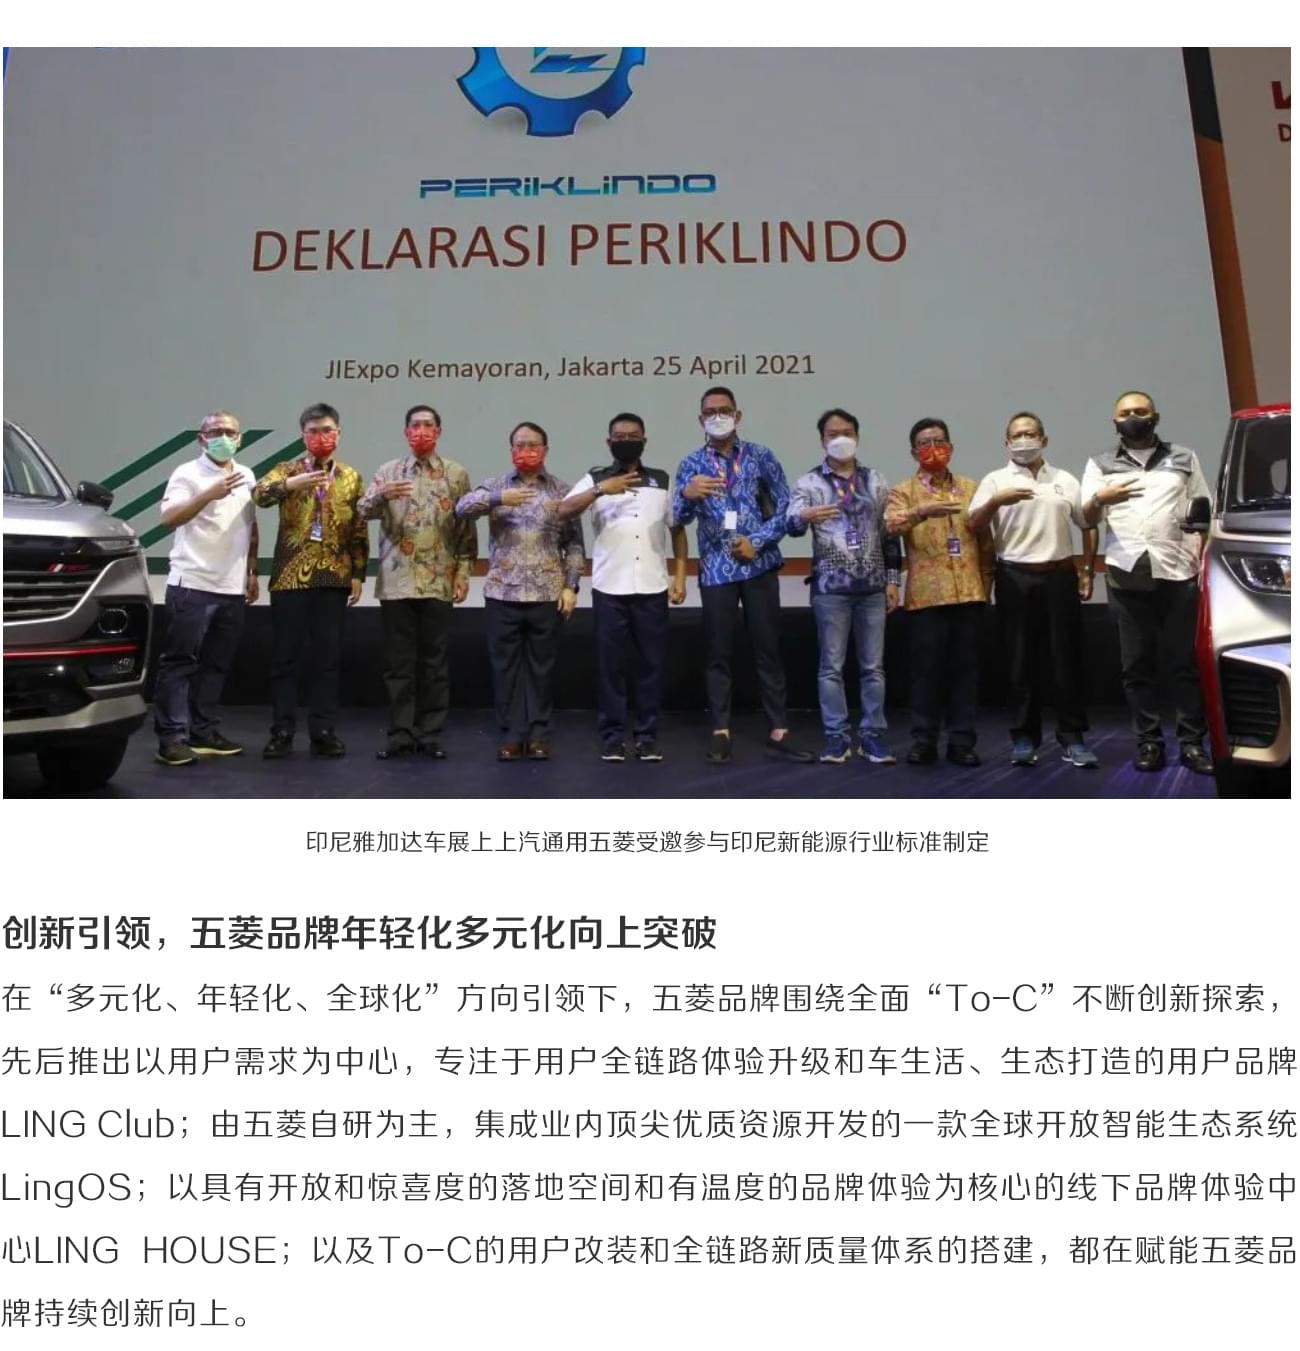 PERIKLINDO
DEKLARASI PERIKLINDO
JIExpo Kemayoran, Jakarta 25 April 2021
印尼雅加达车展上上汽通用五菱受邀参与印尼新能源行业标准制定
创新引领，五菱品牌年轻化多元化向上突破
在“多元化、年轻化、全球化”方向引领下，五菱品牌围绕全面“To-C”不断创新探索，
先后推出以用户需求为中心，专注于用户全链路体验升级和车生活、生态打造的用户品牌
LING Club；由五菱自研为主，集成业内顶尖优质资源开发的一款全球开放智能生态系统
LingOS；以具有开放和惊喜度的落地空间和有温度的品牌体验为核心的线下品牌体验中
心LING HOUSE；以及To-C的用户改装和全链路新质量体系的搭建，都在赋能五菱品
牌持续创新向上。